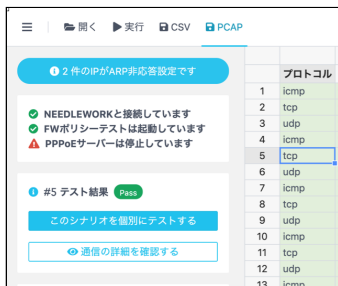 開く 実行 CSV PCAP
2 件のIPがARP非応答設定です
NEEDLEWORKと接続しています
FWポリシーテストは起動しています
PPPoEサーバーは停止しています
#5 テスト結果 Pass
このシナリオを個別にテストする
通信の詳細を確認する
プロトコル
1 icmp
2 tcp
3 udp
4 icmp
5 tcp
6 udp
7 icmp
8 tcp
9 udp
10 icmp
11 tcp
12 udp
13 icmp